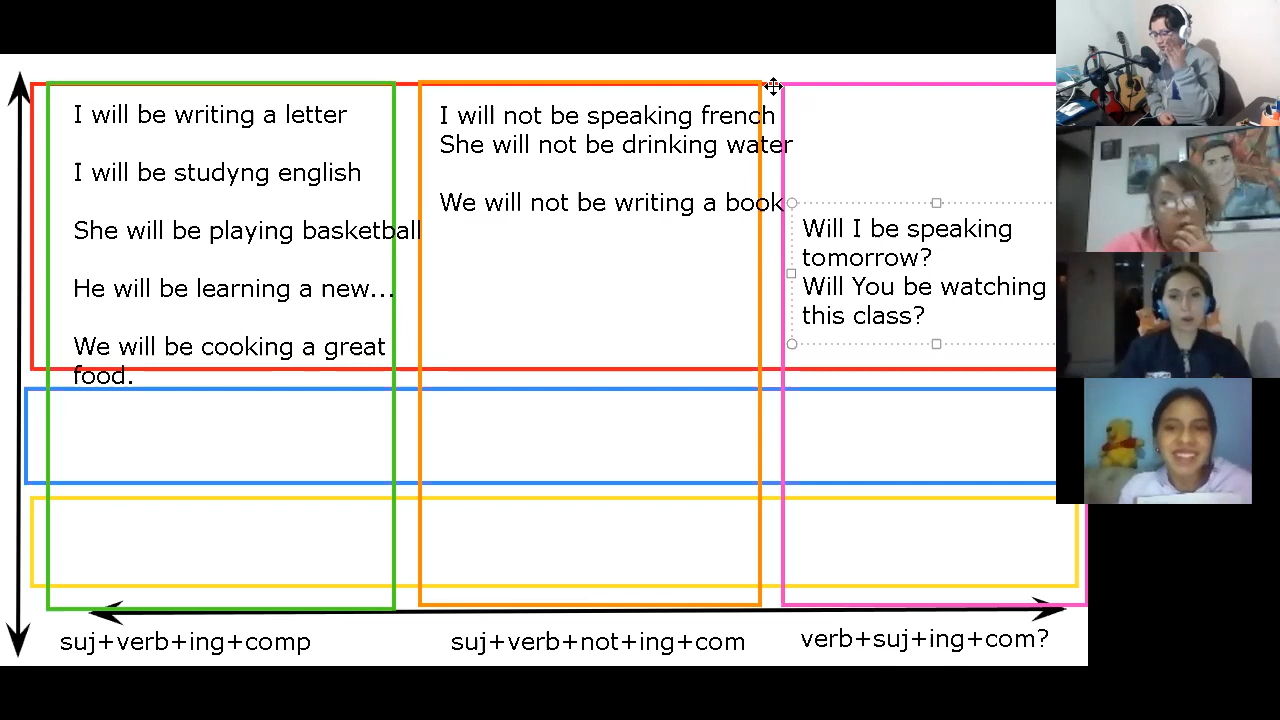 I will be writing a letter
I will be studyng english
She will be playing basketball
He will be learning a new...
We will be cooking a great
food.
I will not be speaking french
She will not be drinking water
We will not be writing a book
Will I be speaking
tomorrow?
Will You be watching
this class?
suj+verb+ing+comp
suj+verb+not+ing+com
verb+suj+ing+com?